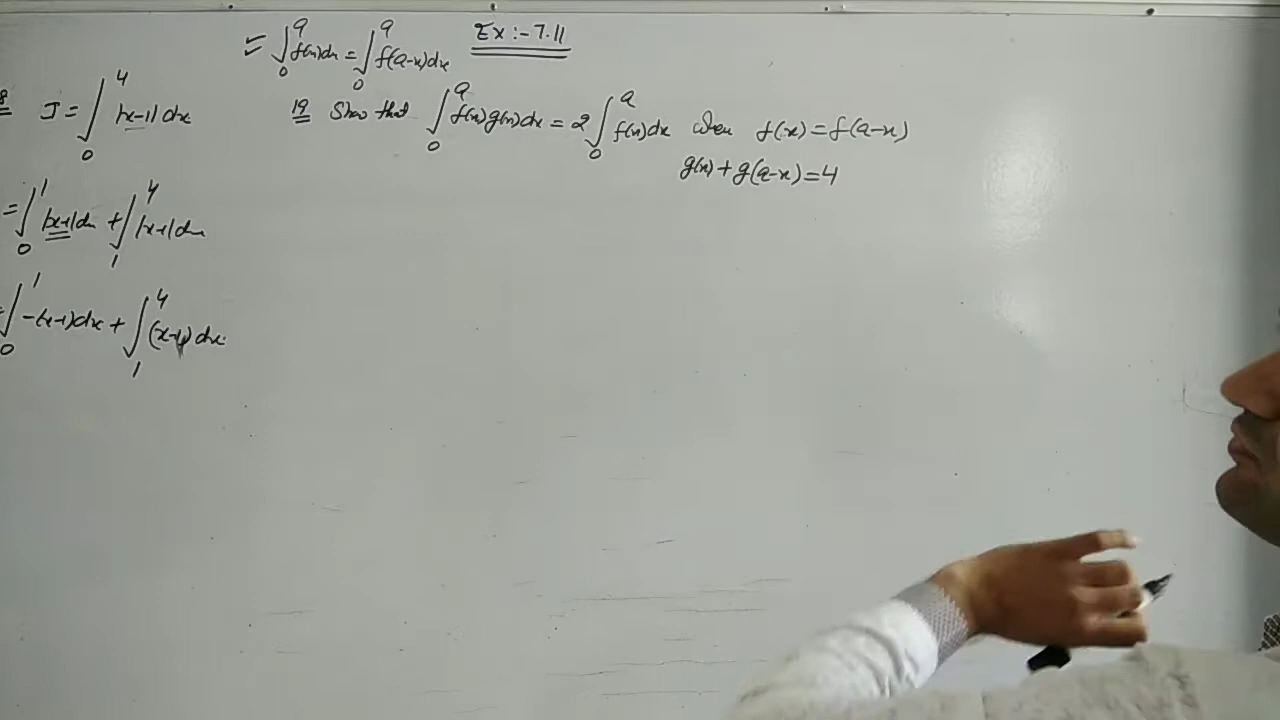 Ex :- 7.11
∫₀ᵃ f(x)dx = ∫₀ᵃ f(a-x)dx
8 I = ∫₀⁴ |x-1| dx
= ∫₀¹ |x-1|dx + ∫₁⁴ |x-1|dx
= ∫₀¹ -(x-1)dx + ∫₁⁴ (x-1) dx
19 Show that ∫₀ᵃ f(x)g(x)dx = 2 ∫₀ᵃ f(x)dx when f(x) = f(a-x)
g(x) + g(a-x) = 4